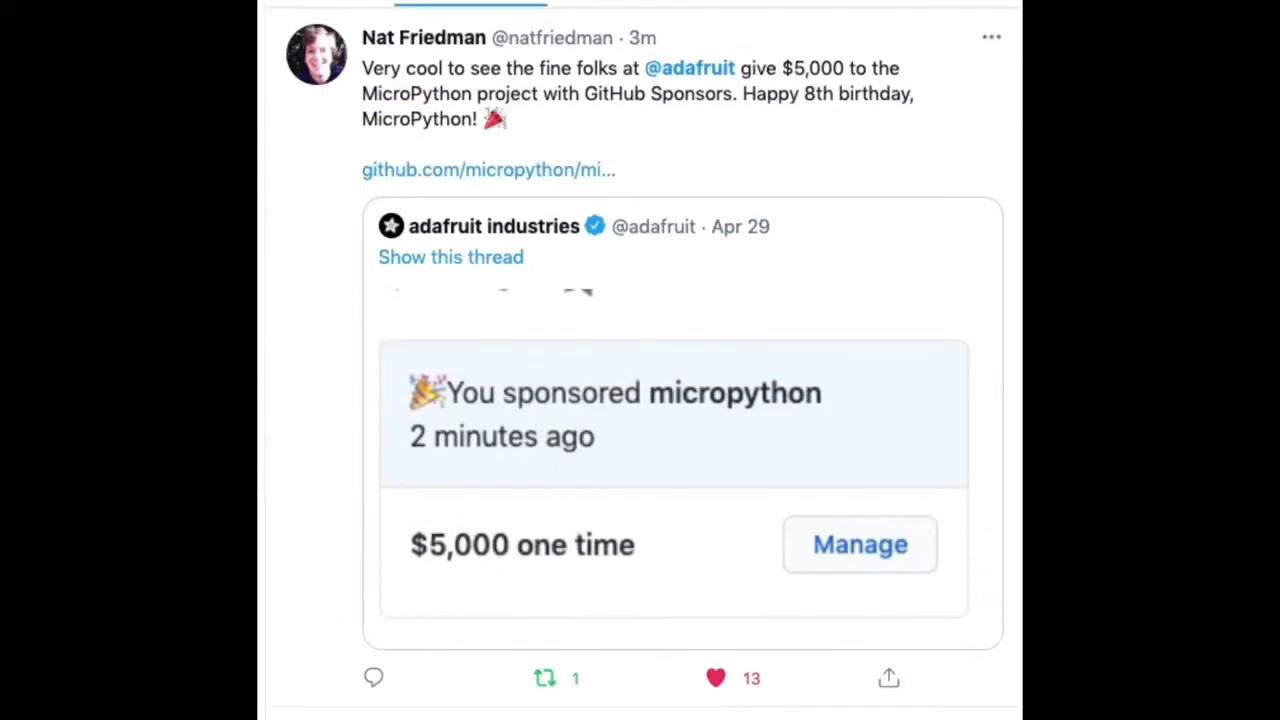 Nat Friedman @natfriedman · 3m
Very cool to see the fine folks at @adafruit give $5,000 to the
MicroPython project with GitHub Sponsors. Happy 8th birthday,
MicroPython! 🎉
github.com/micropython/mi...
adafruit industries @adafruit · Apr 29
Show this thread
🎉You sponsored micropython
2 minutes ago
$5,000 one time
Manage
1
13